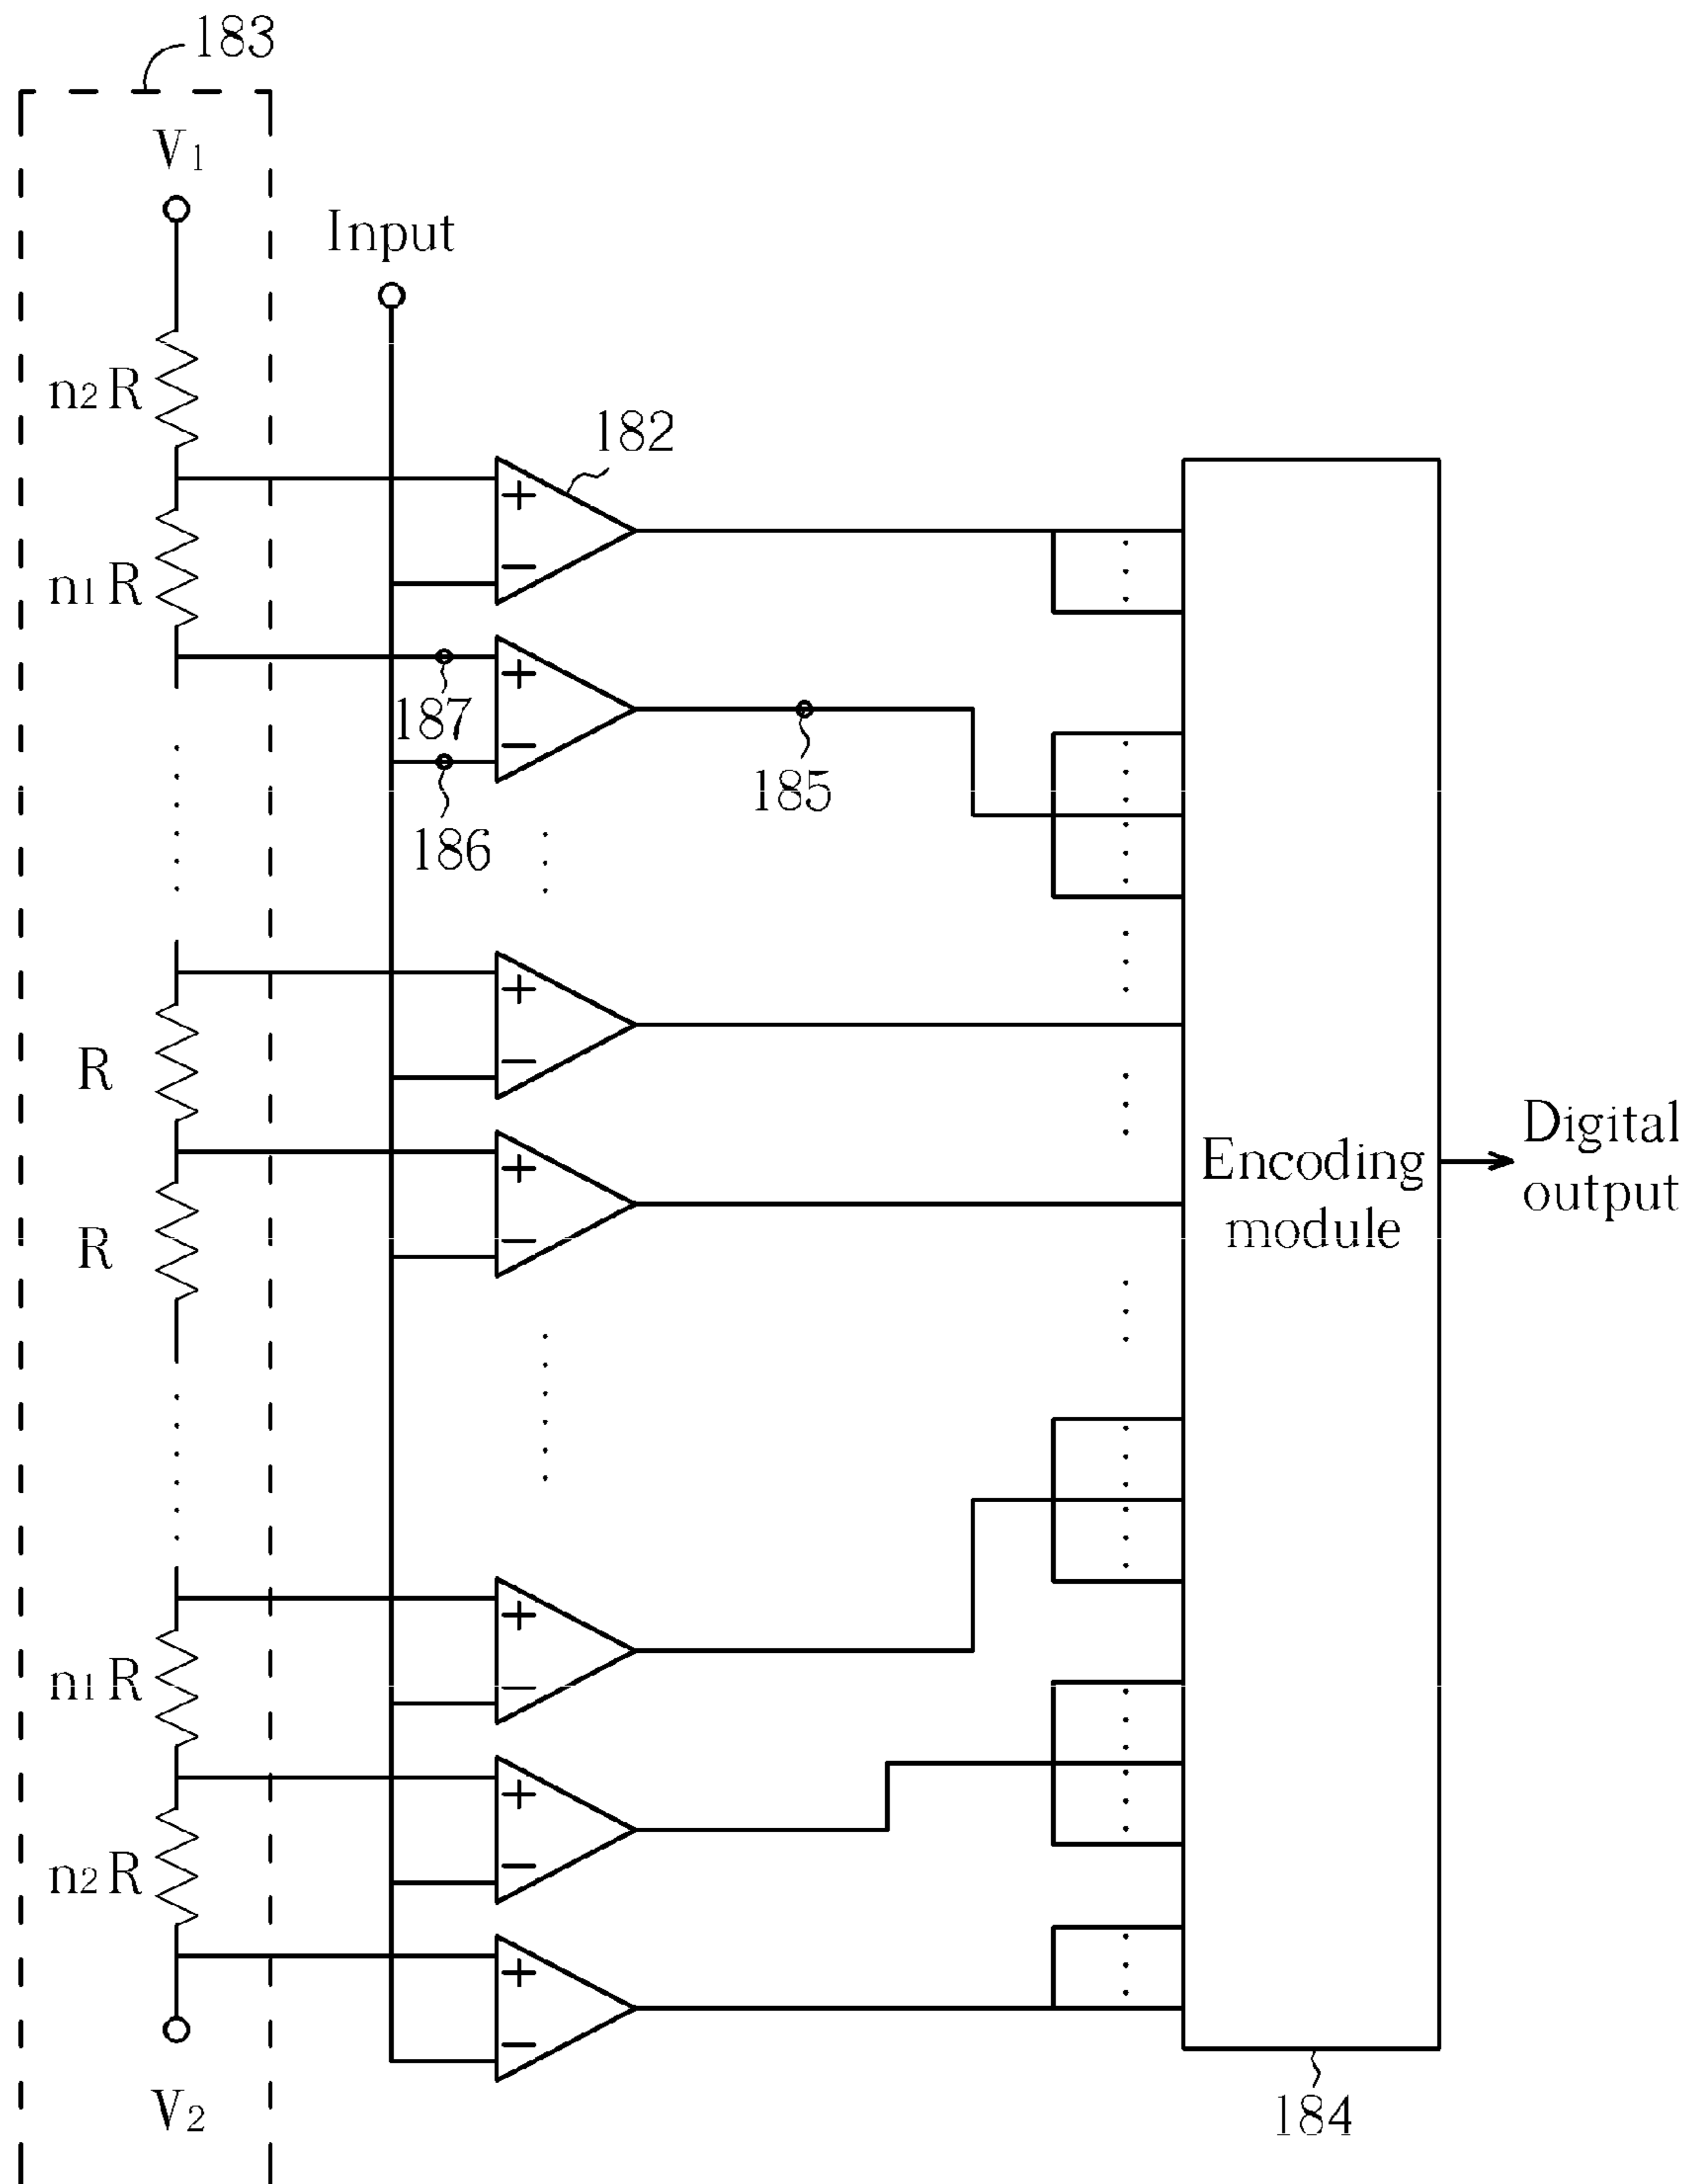 183
V1
Input
n2R
182
n1R
+
−
+
187
−
185
186
+
−
R
+
Encoding
module
Digital
output
−
R
+
−
n1R
+
−
n2R
+
−
V2
184